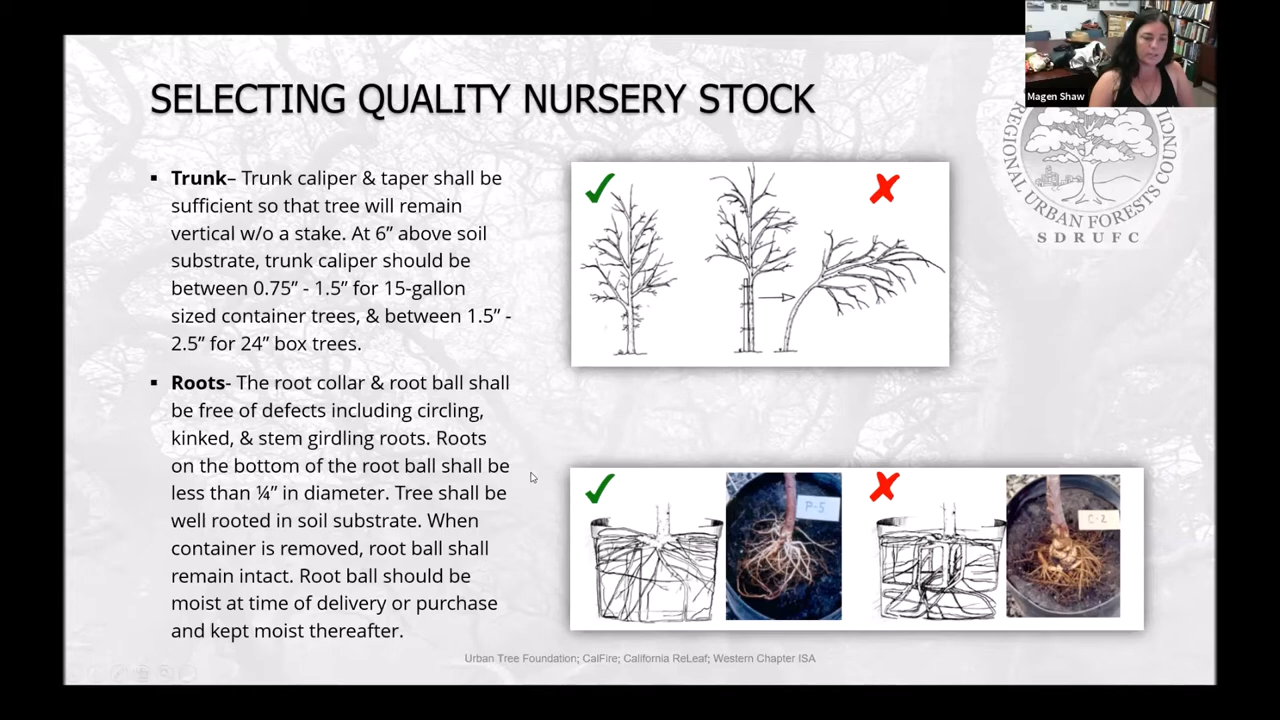 Magen Shaw
SELECTING QUALITY NURSERY STOCK
REGIONAL URBAN FORESTS COUNCIL
SDRUFC
▪ Trunk– Trunk caliper & taper shall be
sufficient so that tree will remain
vertical w/o a stake. At 6” above soil
substrate, trunk caliper should be
between 0.75” - 1.5” for 15-gallon
sized container trees, & between 1.5” -
2.5” for 24” box trees.
▪ Roots- The root collar & root ball shall
be free of defects including circling,
kinked, & stem girdling roots. Roots
on the bottom of the root ball shall be
less than ¼” in diameter. Tree shall be
well rooted in soil substrate. When
container is removed, root ball shall
remain intact. Root ball should be
moist at time of delivery or purchase
and kept moist thereafter.
P-5
C-2
Urban Tree Foundation; CalFire; California ReLeaf; Western Chapter ISA